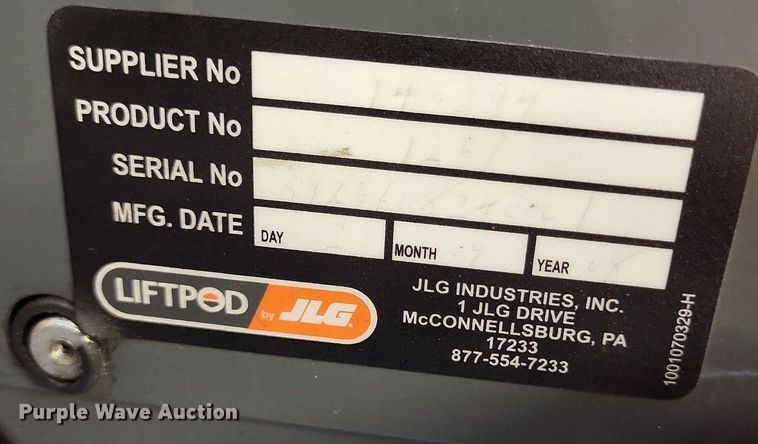 SUPPLIER No
PRODUCT No
SERIAL No
MFG. DATE DAY MONTH YEAR
LIFTPOD by JLG
JLG INDUSTRIES, INC.
1 JLG DRIVE
McCONNELLSBURG, PA
17233
877-554-7233
1001070329-H
Purple Wave Auction